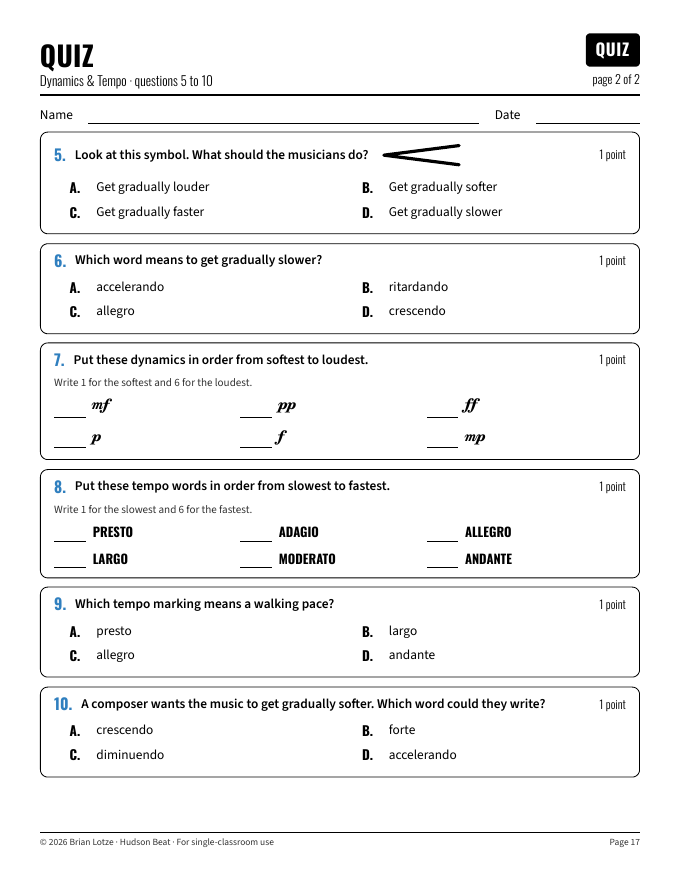 QUIZ
QUIZ
Dynamics & Tempo · questions 5 to 10
page 2 of 2
Name
Date
5. Look at this symbol. What should the musicians do?
1 point
A. Get gradually louder
B. Get gradually softer
C. Get gradually faster
D. Get gradually slower
6. Which word means to get gradually slower?
1 point
A. accelerando
B. ritardando
C. allegro
D. crescendo
7. Put these dynamics in order from softest to loudest.
1 point
Write 1 for the softest and 6 for the loudest.
mf
pp
ff
p
f
mp
8. Put these tempo words in order from slowest to fastest.
1 point
Write 1 for the slowest and 6 for the fastest.
PRESTO
ADAGIO
ALLEGRO
LARGO
MODERATO
ANDANTE
9. Which tempo marking means a walking pace?
1 point
A. presto
B. largo
C. allegro
D. andante
10. A composer wants the music to get gradually softer. Which word could they write?
1 point
A. crescendo
B. forte
C. diminuendo
D. accelerando
© 2026 Brian Lotze · Hudson Beat · For single-classroom use
Page 17